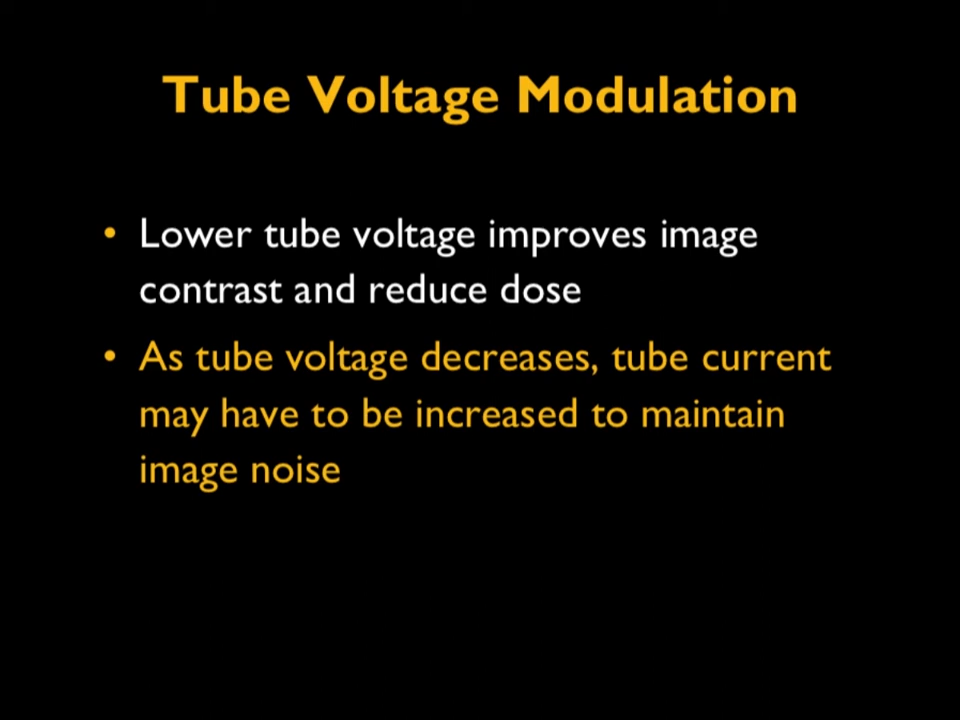 Tube Voltage Modulation
• Lower tube voltage improves image
contrast and reduce dose
• As tube voltage decreases, tube current
may have to be increased to maintain
image noise